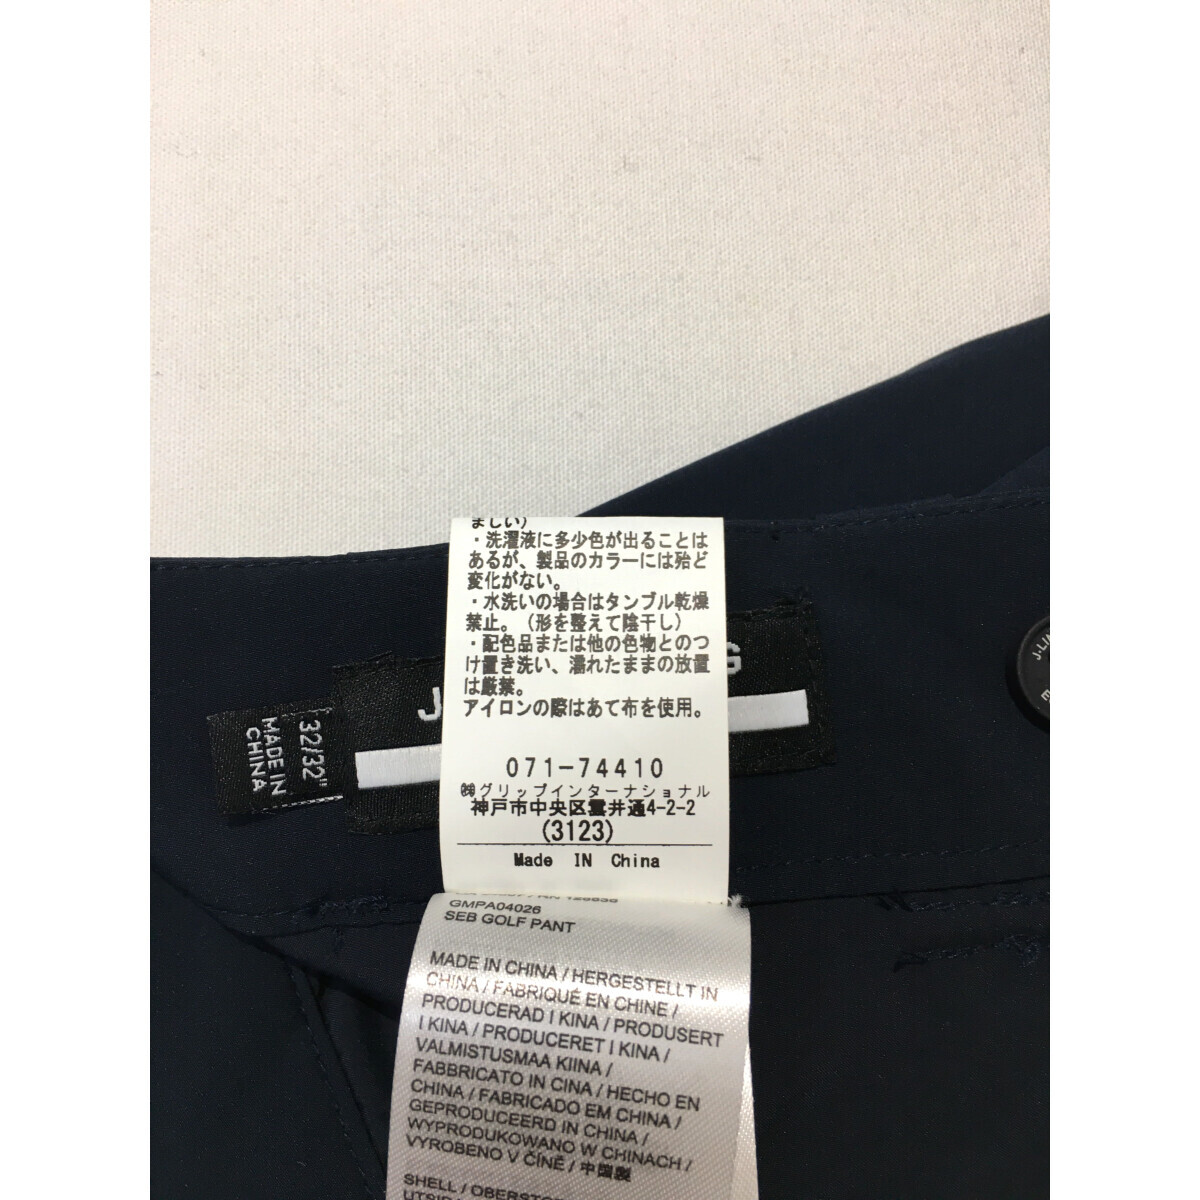 ましい）
・洗濯液に多少色が出ることは
あるが、製品のカラーには殆ど
変化がない。
・水洗いの場合はタンブル乾燥
禁止。（形を整えて陰干し）
・配色品または他の色物とのつ
け置き洗い、濡れたままの放置
は厳禁。
アイロンの際はあて布を使用。
071-74410
㈱グリップインターナショナル
神戸市中央区雲井通4-2-2
(3123)
Made IN China
J
G
32/32"
MADE IN
CHINA
J.LIN
GMPA04026
SEB GOLF PANT
MADE IN CHINA / HERGESTELLT IN
CHINA / FABRIQUÉ EN CHINE /
PRODUCERAD I KINA / PRODUSERT
I KINA / PRODUCERET I KINA /
VALMISTUSMAA KIINA /
FABBRICATO IN CINA / HECHO EN
CHINA / FABRICADO EM CHINA /
GEPRODUCEERD IN CHINA /
WYPRODUKOWANO W CHINACH /
VYROBENO V ČÍNĚ / 中国製
SHELL / OBERSTO